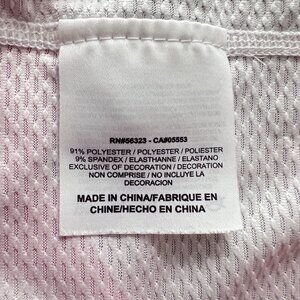 RN#56323 - CA#05553
91% POLYESTER / POLYESTER / POLIESTER
9% SPANDEX / ELASTHANNE / ELASTANO
EXCLUSIVE OF DECORATION / DECORATION
NON COMPRISE / NO INCLUYE LA
DECORACION
MADE IN CHINA/FABRIQUE EN
CHINE/HECHO EN CHINA